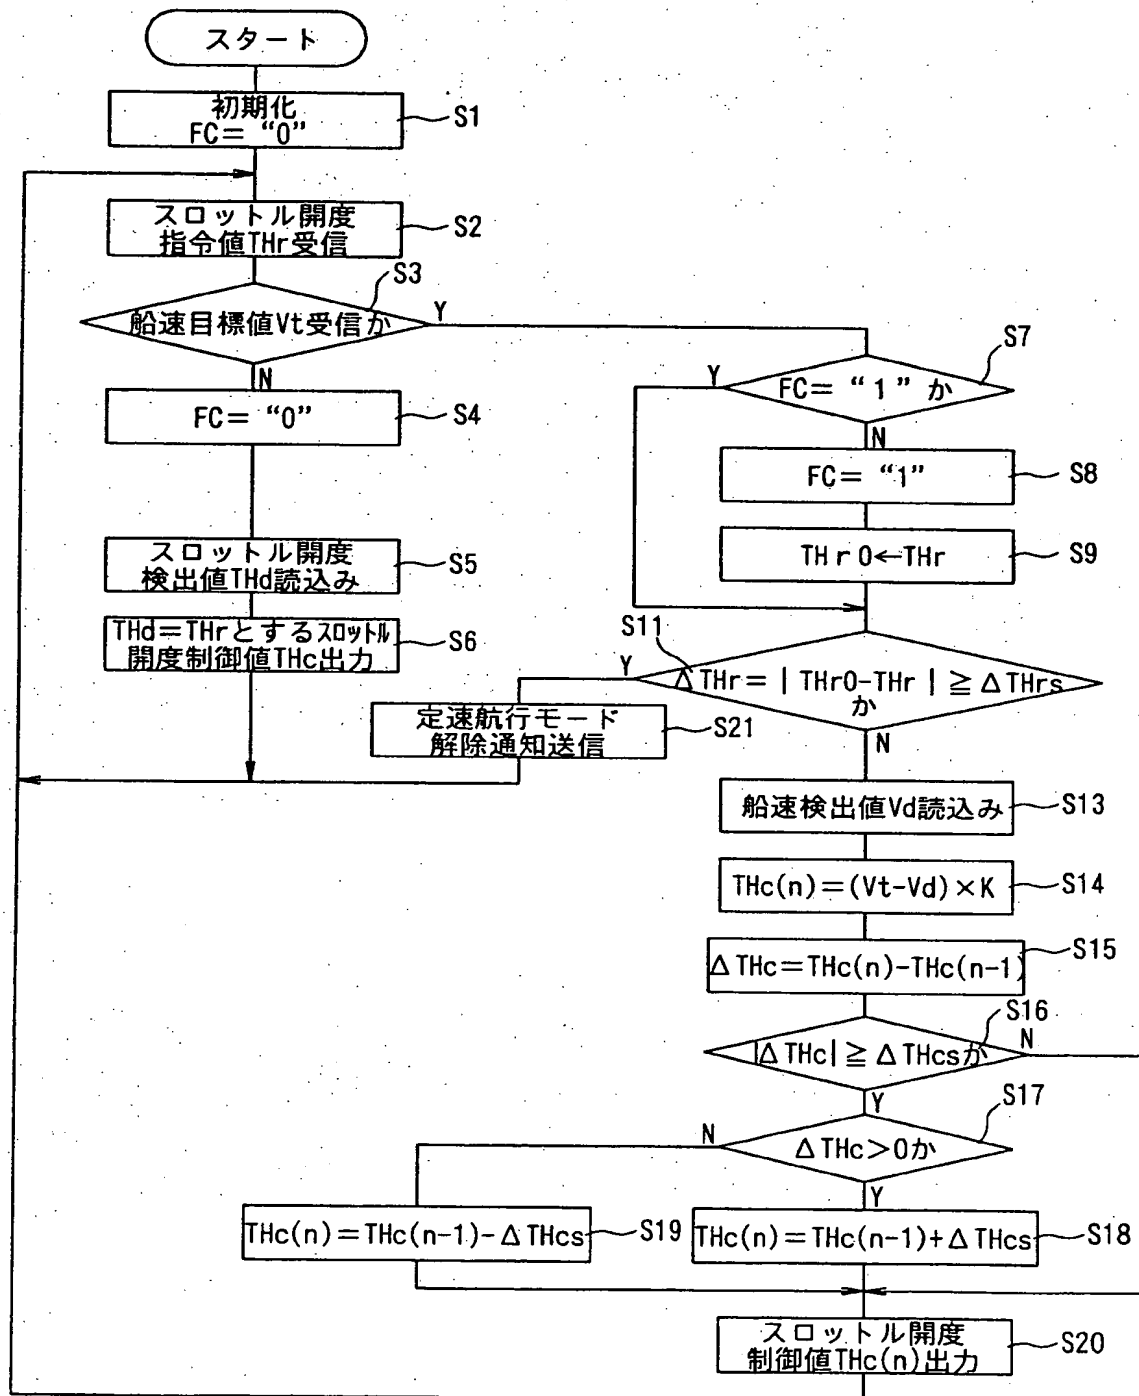 スタート
初期化
FC= “0”
S1
スロットル開度
指令値THr受信
S2
S3
船速目標値Vt受信か
Y
N
FC= “0”
S4
スロットル開度
検出値THd読込み
S5
THd=THrとするスロットル
開度制御値THc出力
S6
S7
FC= “1” か
Y
N
FC= “1”
S8
THr0←THr
S9
S11
ΔTHr=|THr0-THr|≧ΔTHrs
か
Y
N
定速航行モード
解除通知送信
S21
船速検出値Vd読込み
S13
THc(n)=(Vt-Vd)×K
S14
ΔTHc=THc(n)-THc(n-1)
S15
S16
|ΔTHc|≧ΔTHcsか
N
Y
S17
ΔTHc>0か
N
Y
THc(n)=THc(n-1)-ΔTHcs
S19
THc(n)=THc(n-1)+ΔTHcs
S18
スロットル開度
制御値THc(n)出力
S20